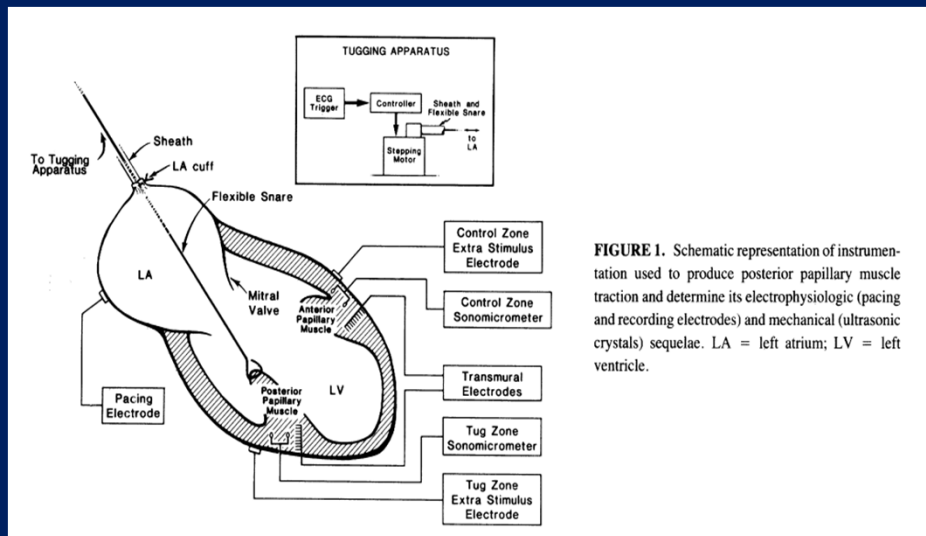 TUGGING APPARATUS
ECG
Trigger
Controller
Sheath and
Flexible Snare
Stepping
Motor
to
LA
To Tugging
Apparatus
Sheath
LA cuff
Flexible Snare
LA
Mitral
Valve
Anterior
Papillary
Muscle
LV
Posterior
Papillary
Muscle
Pacing
Electrode
Control Zone
Extra Stimulus
Electrode
Control Zone
Sonomicrometer
Transmural
Electrodes
Tug Zone
Sonomicrometer
Tug Zone
Extra Stimulus
Electrode
FIGURE 1. Schematic representation of instrumen-
tation used to produce posterior papillary muscle
traction and determine its electrophysiologic (pacing
and recording electrodes) and mechanical (ultrasonic
crystals) sequelae. LA = left atrium; LV = left
ventricle.